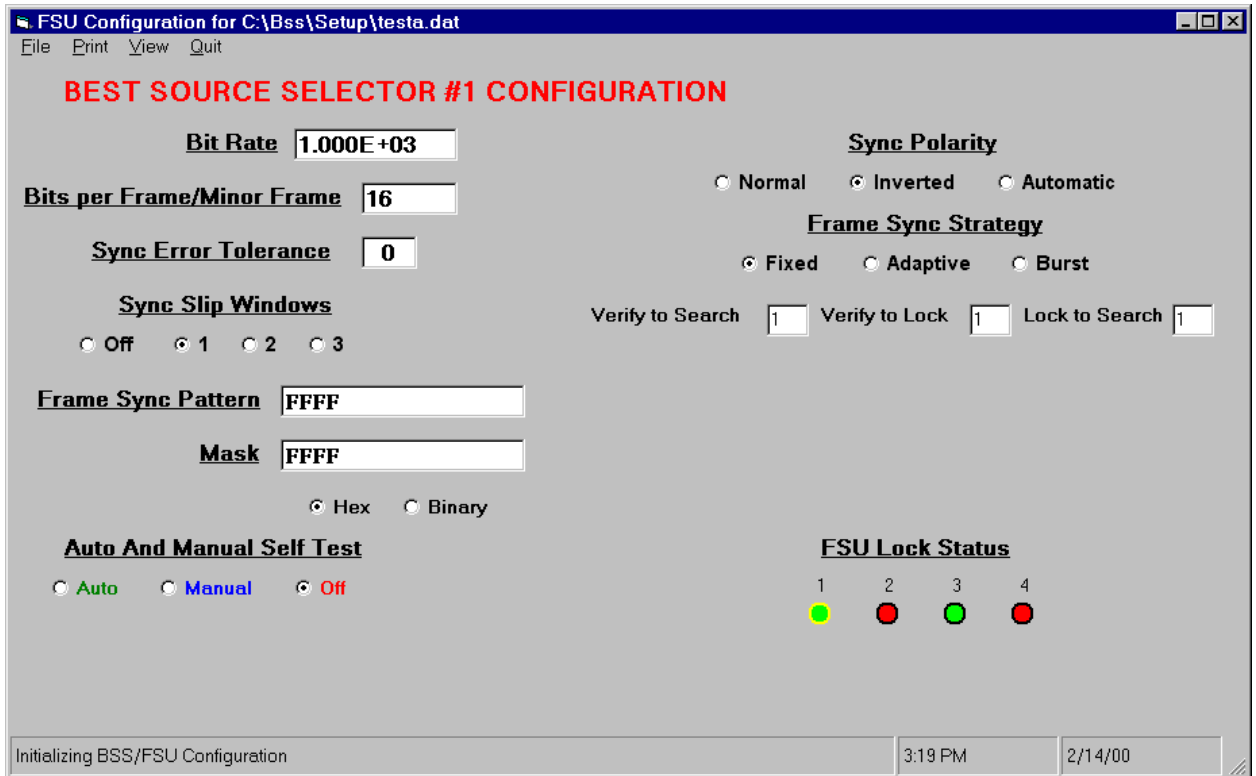 FSU Configuration for C:\Bss\Setup\testa.dat
File Print View Quit
BEST SOURCE SELECTOR #1 CONFIGURATION
Bit Rate 1.000E+03
Bits per Frame/Minor Frame 16
Sync Error Tolerance 0
Sync Slip Windows
Off 1 2 3
Frame Sync Pattern FFFF
Mask FFFF
Hex Binary
Auto And Manual Self Test
Auto Manual Off
Sync Polarity
Normal Inverted Automatic
Frame Sync Strategy
Fixed Adaptive Burst
Verify to Search 1 Verify to Lock 1 Lock to Search 1
FSU Lock Status
1 2 3 4
Initializing BSS/FSU Configuration 3:19 PM 2/14/00